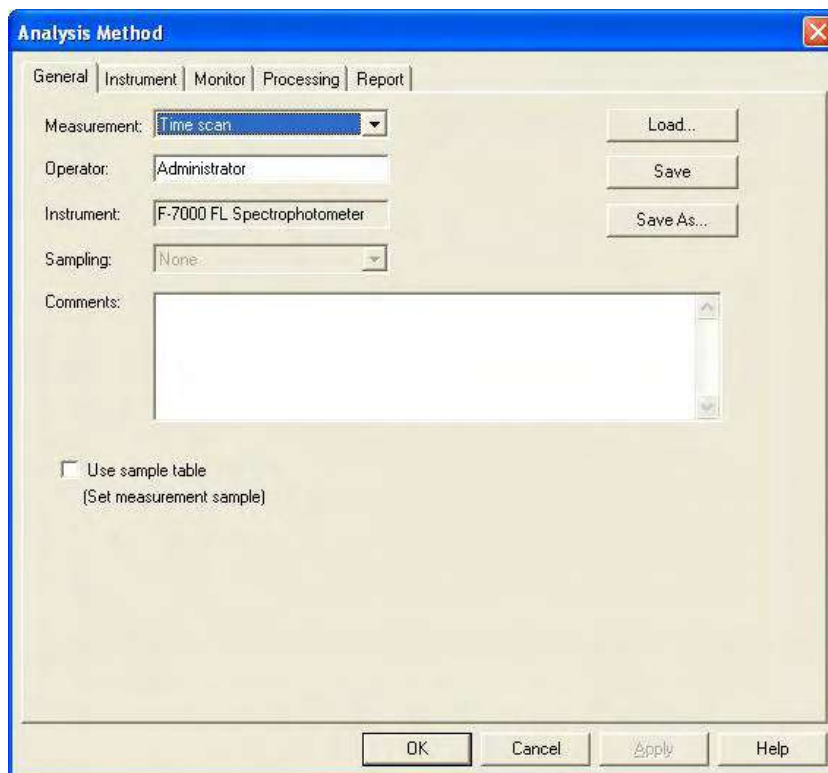 Analysis Method
General Instrument Monitor Processing Report
Measurement: Time scan Load...
Operator: Administrator Save
Instrument: F-7000 FL Spectrophotometer Save As...
Sampling: None
Comments:
Use sample table
(Set measurement sample)
OK Cancel Apply Help